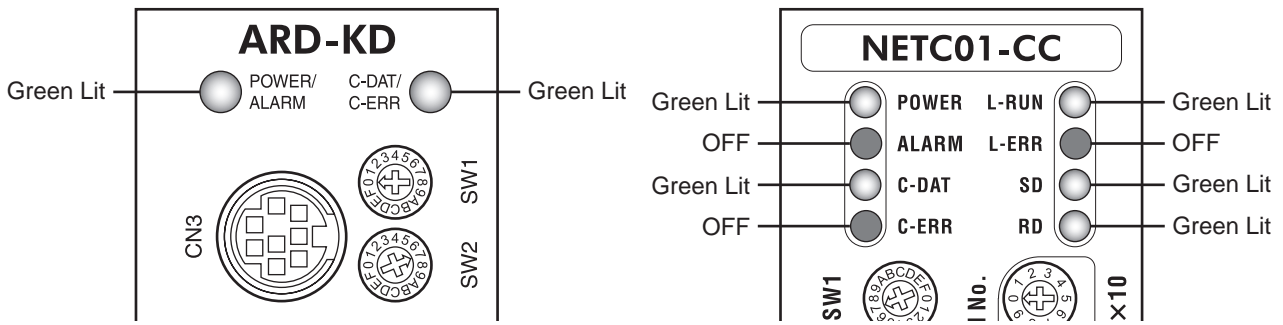 ARD-KD
Green Lit
POWER/
ALARM
C-DAT/
C-ERR
Green Lit
CN3
0123456789ABCDEF
SW1
0123456789ABCDEF
SW2
NETC01-CC
Green Lit
POWER
L-RUN
Green Lit
OFF
ALARM
L-ERR
OFF
Green Lit
C-DAT
SD
Green Lit
OFF
C-ERR
RD
Green Lit
SW1
No.
×10